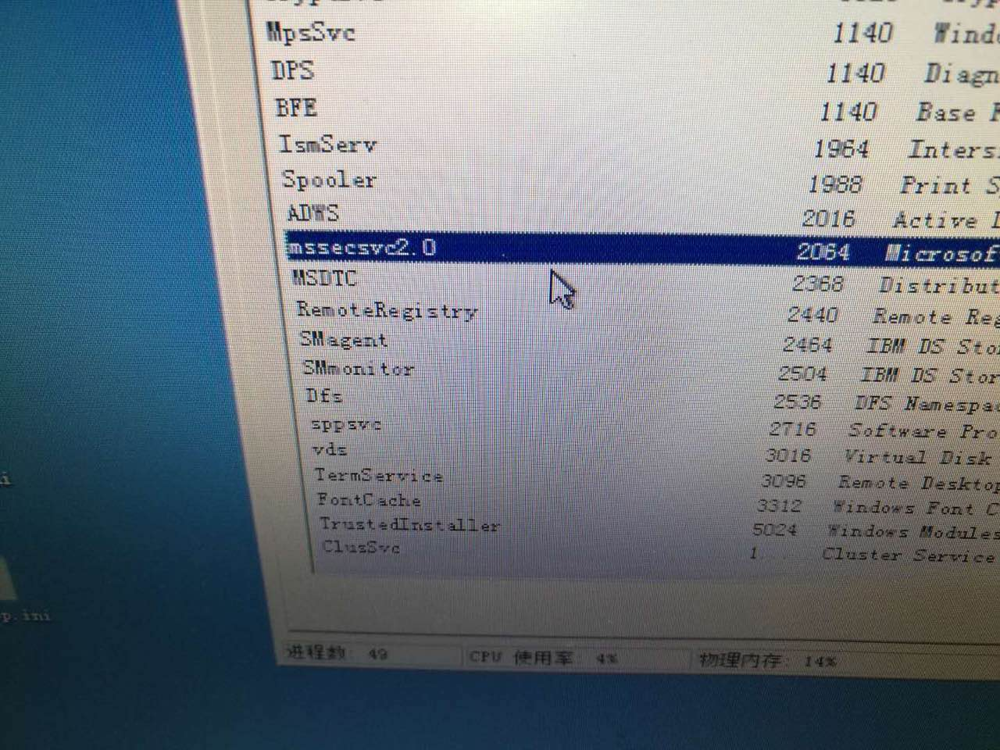 MpsSvc 1140 Windo
DPS 1140 Diagn
BFE 1140 Base F
IsmServ 1964 Inters
Spooler 1988 Print S
ADWS 2016 Active D
mssecsvc2.0 2064 Microsof
MSDTC 2368 Distribut
RemoteRegistry 2440 Remote Reg
SMagent 2464 IBM DS Stor
SMmonitor 2504 IBM DS Stor
Dfs 2536 DFS Namespac
sppsvc 2716 Software Pro
vds 3016 Virtual Disk
TermService 3096 Remote Desktop
FontCache 3312 Windows Font C
TrustedInstaller 5024 Windows Modules
ClusSvc 1 Cluster Service
p.ini
进程数: 49 CPU 使用率: 4% 物理内存: 14%